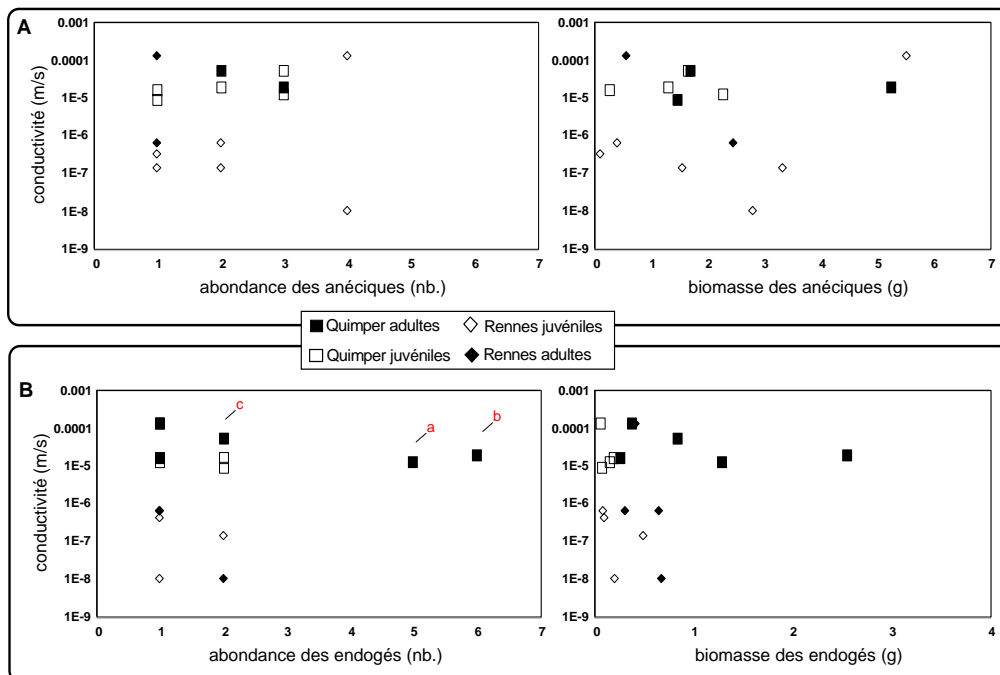 A
conductivité (m/s)
0.001
0.0001
1E-5
1E-6
1E-7
1E-8
1E-9
0 1 2 3 4 5 6 7
abondance des anéciques (nb.)
0.001
0.0001
1E-5
1E-6
1E-7
1E-8
1E-9
0 1 2 3 4 5 6 7
biomasse des anéciques (g)
Quimper adultes Rennes juvéniles
Quimper juvéniles Rennes adultes
B
conductivité (m/s)
0.001
0.0001
1E-5
1E-6
1E-7
1E-8
1E-9
c
a
b
0 1 2 3 4 5 6 7
abondance des endogés (nb.)
0.001
0.0001
1E-5
1E-6
1E-7
1E-8
1E-9
0 1 2 3 4
biomasse des endogés (g)